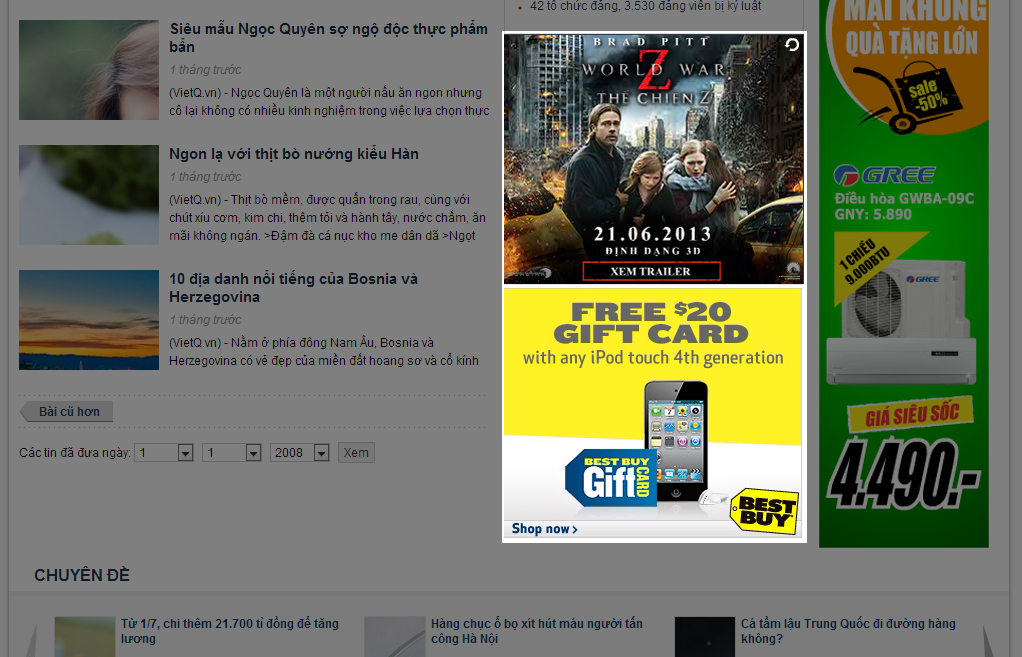 Siêu mẫu Ngọc Quyên sợ ngộ độc thực phẩm
bẩn
1 tháng trước
(VietQ.vn) - Ngọc Quyên là một người nấu ăn ngon nhưng
cô lại không có nhiều kinh nghiệm trong việc lựa chọn thực
Ngon lạ với thịt bò nướng kiểu Hàn
1 tháng trước
(VietQ.vn) - Thịt bò mềm, được quấn trong rau, cùng với
chút xíu cơm, kim chi, thêm tỏi và hành tây, nước chấm, ăn
mãi không ngán. >Đậm đà cá nục kho me dân dã >Ngọt
10 địa danh nổi tiếng của Bosnia và
Herzegovina
1 tháng trước
(VietQ.vn) - Nằm ở phía đông Nam Âu, Bosnia và
Herzegovina có vẻ đẹp của miền đất hoang sơ và cổ kính
Bài cũ hơn
Các tin đã đưa ngày: 1 1 2008 Xem
42 tổ chức đảng, 3.530 đảng viên bị kỷ luật
BRAD PITT
WORLD WAR Z
THẾ CHIẾN Z
21.06.2013
ĐỊNH DẠNG 3D
XEM TRAILER
FREE $20
GIFT CARD
with any iPod touch 4th generation
BEST BUY
Gift CARD
BEST BUY
Shop now >
MÃI KHỦNG
QUÀ TẶNG LỚN
sale
-50%
GREE
Điều hòa GWBA-09C
GNY: 5.890
1 CHIỀU
9.000BTU
GREE
GIÁ SIÊU SỐC
4.490.-
CHUYÊN ĐỀ
Từ 1/7, chi thêm 21.700 tỉ đồng để tăng
lương
Hàng chục ổ bọ xít hút máu người tấn
công Hà Nội
Cá tầm lậu Trung Quốc đi đường hàng
không?